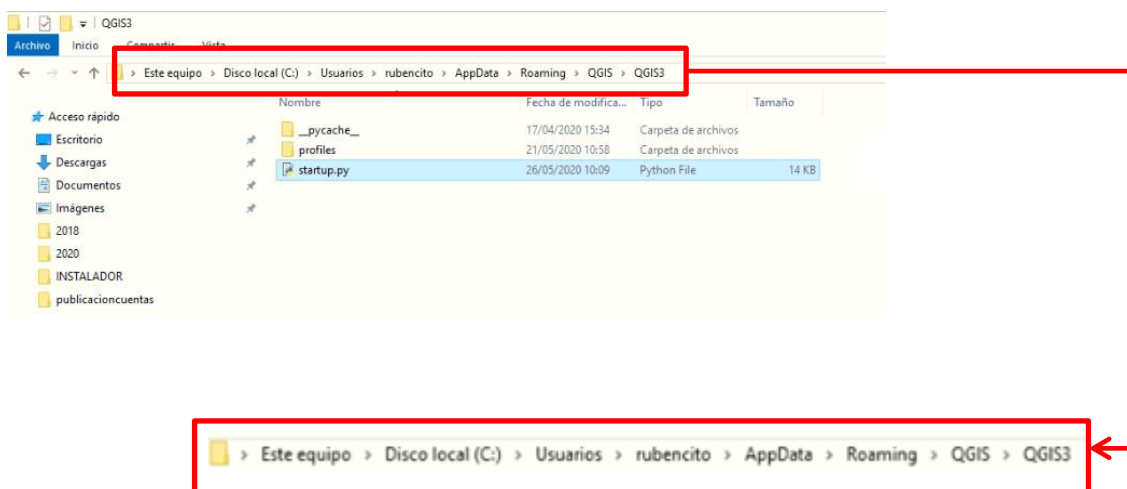 QGIS3
Archivo Inicio Compartir Vista
Este equipo > Disco local (C:) > Usuarios > rubencito > AppData > Roaming > QGIS > QGIS3
Nombre Fecha de modifica... Tipo Tamaño
Acceso rápido
__pycache__ 17/04/2020 15:34 Carpeta de archivos
Escritorio
profiles 21/05/2020 10:58 Carpeta de archivos
Descargas
startup.py 26/05/2020 10:09 Python File 14 KB
Documentos
Imágenes
2018
2020
INSTALADOR
publicacioncuentas
> Este equipo > Disco local (C:) > Usuarios > rubencito > AppData > Roaming > QGIS > QGIS3